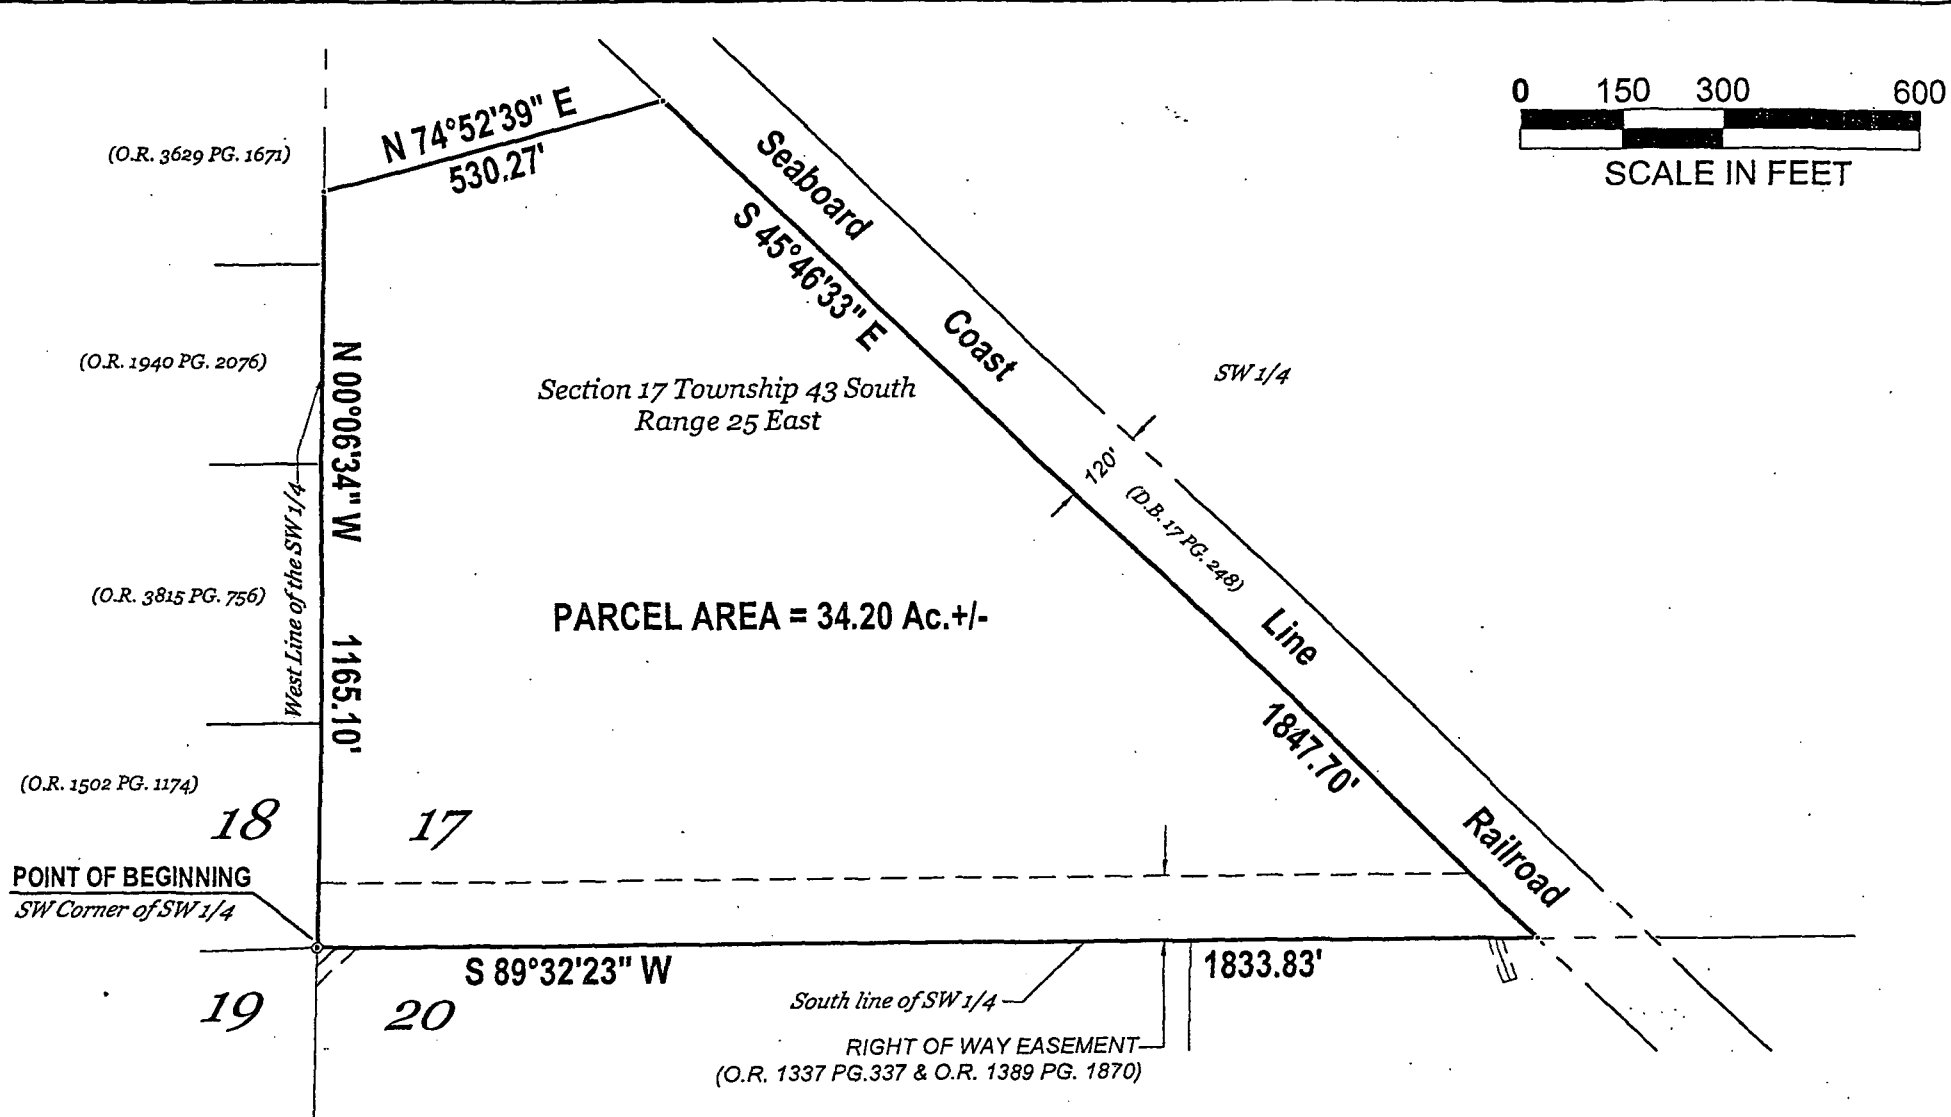 0 150 300 600
SCALE IN FEET
N 74°52'39" E
530.27'
(O.R. 3629 PG. 1671)
Seaboard
Coast
Line
Railroad
S 45°46'33" E
1847.70'
(O.R. 1940 PG. 2076)
N 00°06'34" W 1165.10'
Section 17 Township 43 South
Range 25 East
SW 1/4
120'
(D.B. 17 PG. 248)
West Line of the SW 1/4
(O.R. 3815 PG. 756)
PARCEL AREA = 34.20 Ac.+/-
(O.R. 1502 PG. 1174)
18
17
POINT OF BEGINNING
SW Corner of SW 1/4
S 89°32'23" W
1833.83'
19
20
South line of SW 1/4
RIGHT OF WAY EASEMENT
(O.R. 1337 PG.337 & O.R. 1389 PG. 1870)